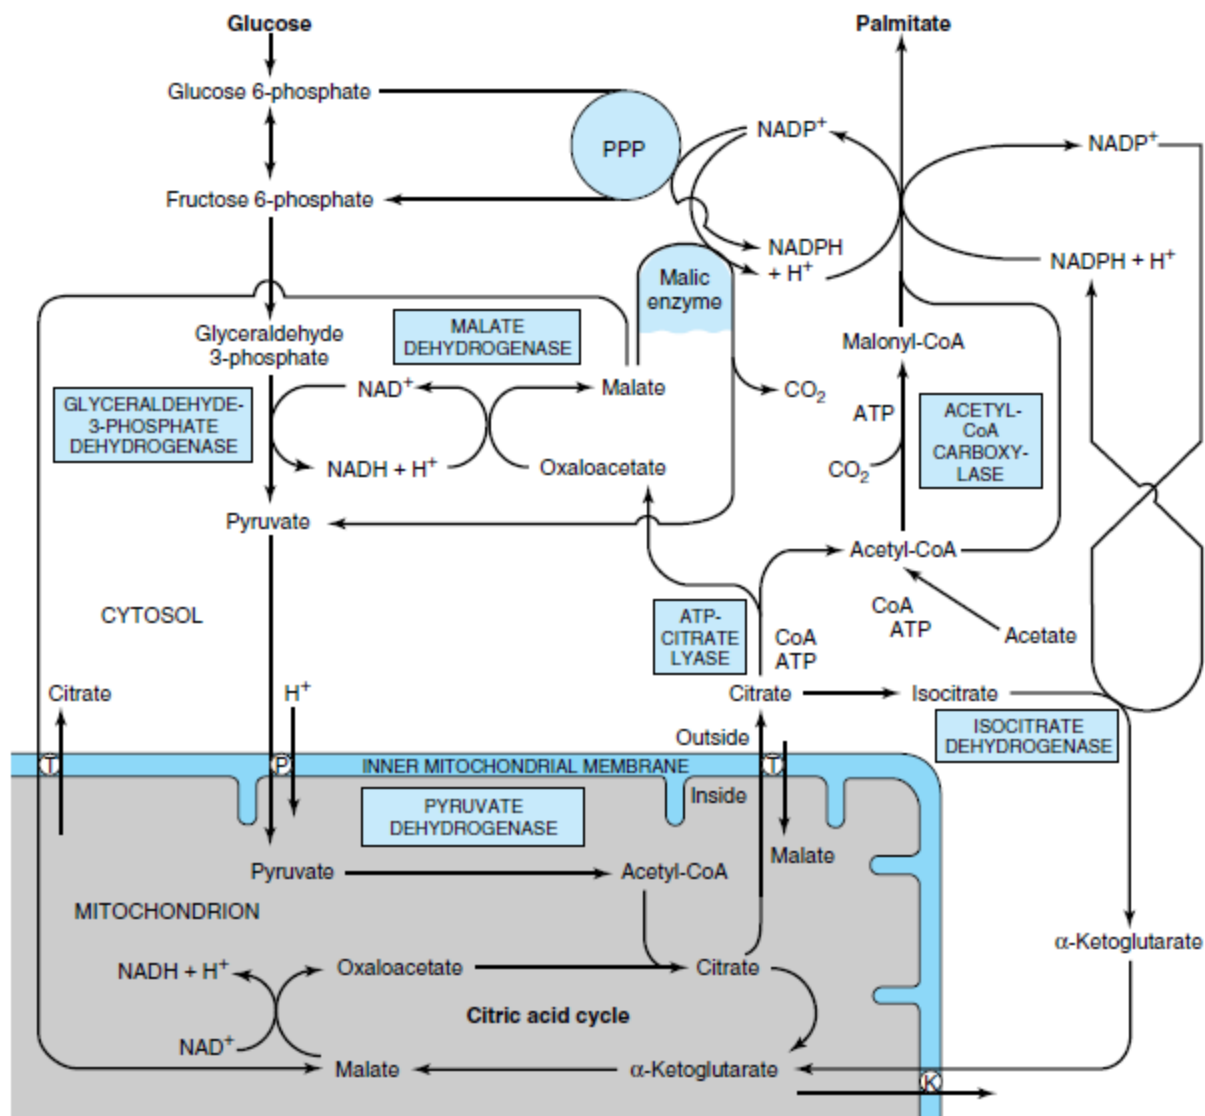 Glucose
Palmitate
Glucose 6-phosphate
PPP
NADP+
NADP+
Fructose 6-phosphate
NADPH
+ H+
NADPH + H+
Malic
enzyme
Glyceraldehyde
3-phosphate
MALATE
DEHYDROGENASE
Malonyl-CoA
GLYCERALDEHYDE-
3-PHOSPHATE
DEHYDROGENASE
NAD+
Malate
CO2
ATP
ACETYL-
CoA
CARBOXY-
LASE
NADH + H+
Oxaloacetate
CO2
Pyruvate
Acetyl-CoA
CYTOSOL
ATP-
CITRATE
LYASE
CoA
ATP
CoA
ATP
Acetate
Citrate
H+
Citrate
Isocitrate
ISOCITRATE
DEHYDROGENASE
Outside
T
P
INNER MITOCHONDRIAL MEMBRANE
T
Inside
PYRUVATE
DEHYDROGENASE
Malate
Pyruvate
Acetyl-CoA
MITOCHONDRION
α-Ketoglutarate
NADH + H+
Oxaloacetate
Citrate
Citric acid cycle
NAD+
Malate
α-Ketoglutarate
K